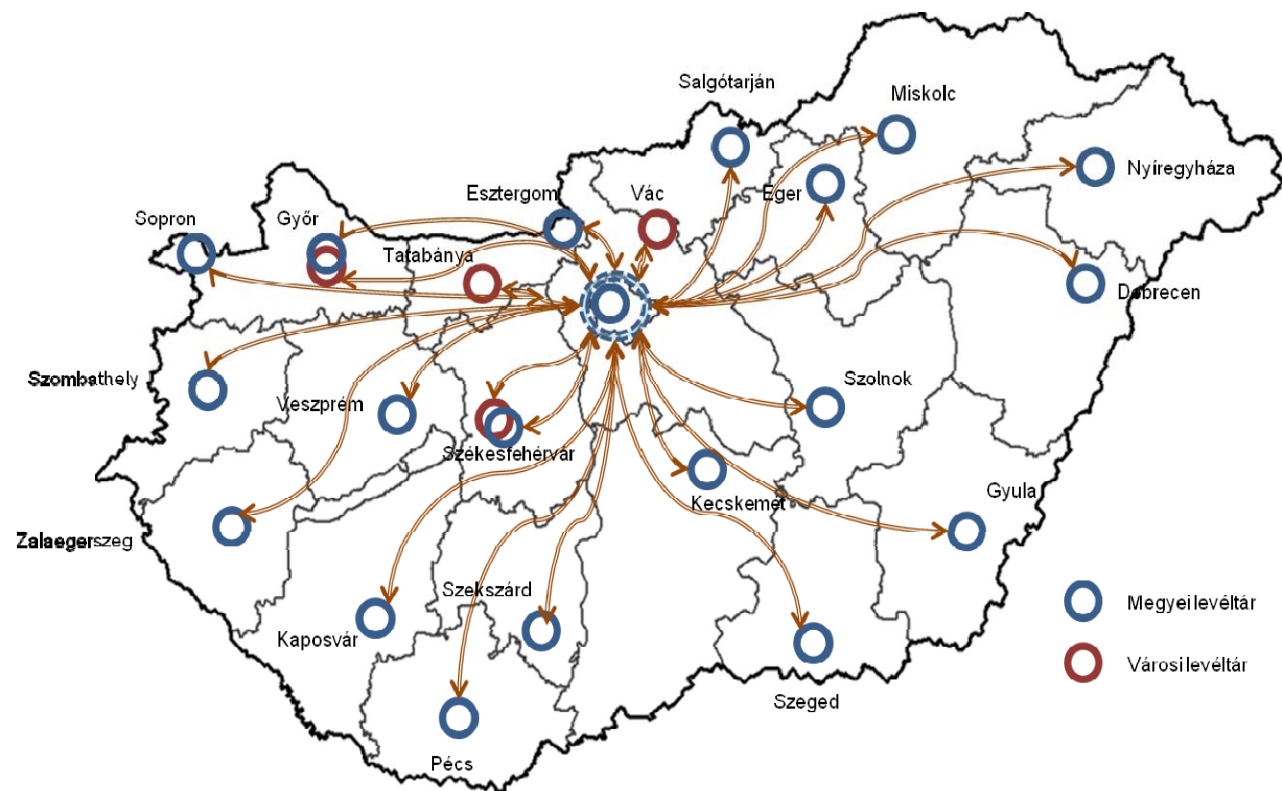 Salgótarján
Miskolc
Nyíregyháza
Esztergom
Vác
Eger
Sopron
Győr
Tatabánya
Debrecen
Szombathely
Veszprém
Szolnok
Székesfehérvár
Kecskemét
Gyula
Zalaegerszeg
Szekszárd
Kaposvár
Szeged
Pécs
Megyei levéltár
Városi levéltár